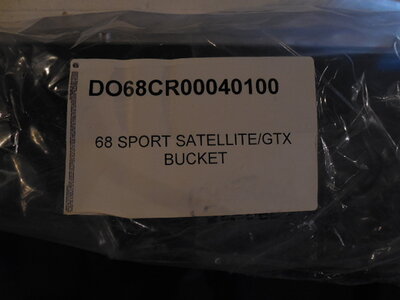 DO68CR00040100
68 SPORT SATELLITE/GTX
BUCKET